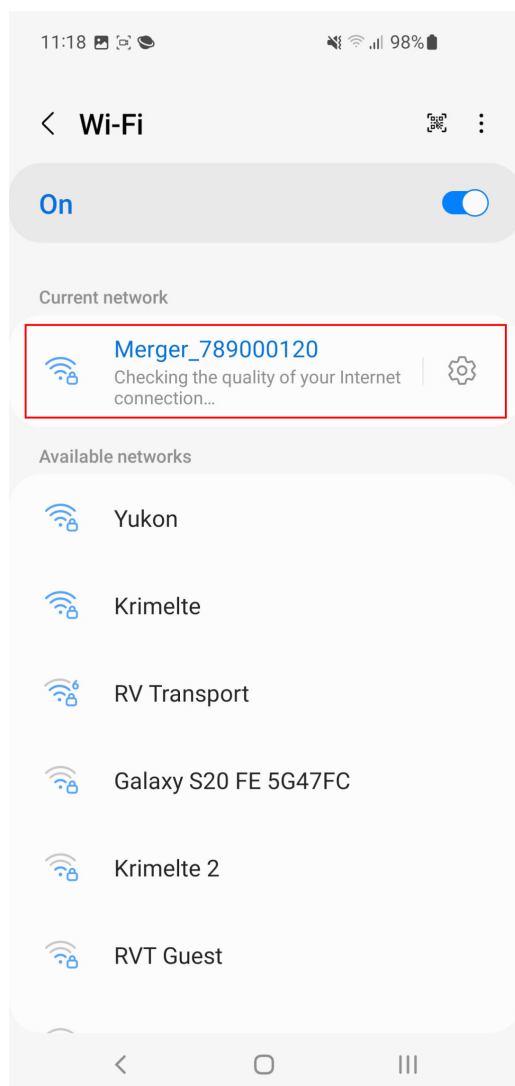 11:18 98%
Wi-Fi
On
Current network
Merger_789000120
Checking the quality of your Internet
connection...
Available networks
Yukon
Krimelte
6
RV Transport
Galaxy S20 FE 5G47FC
Krimelte 2
RVT Guest